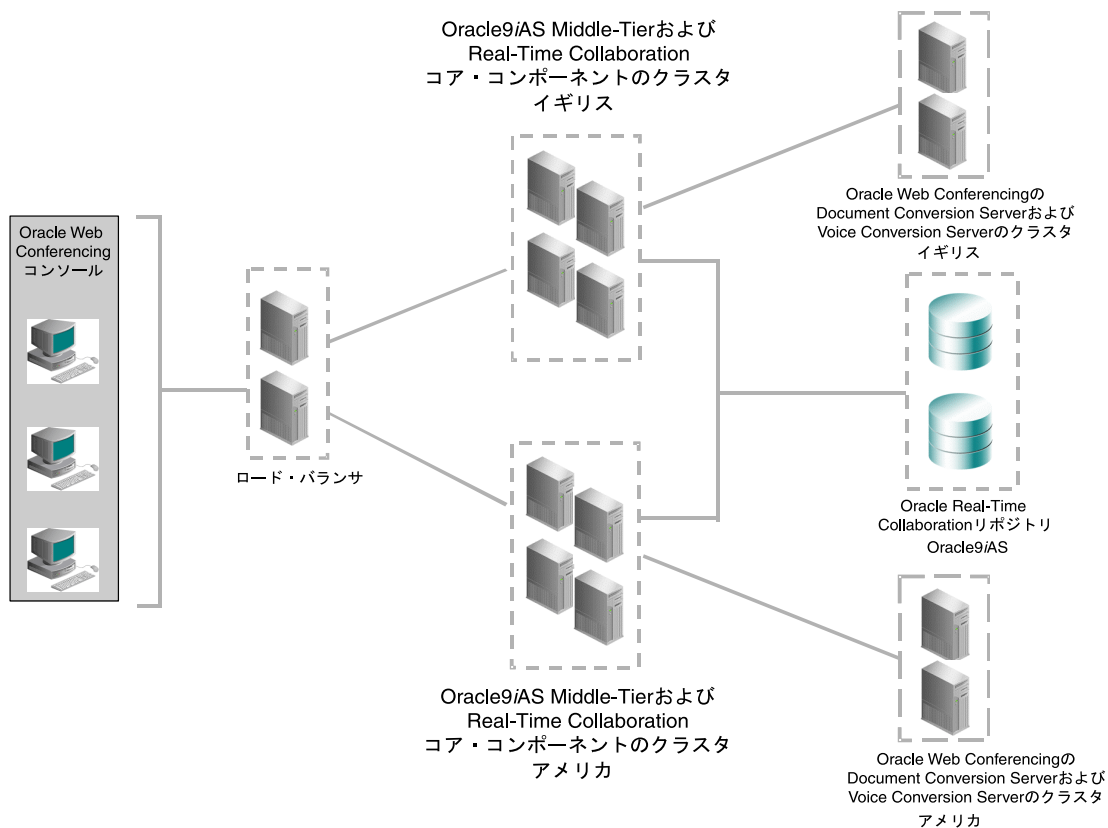 Oracle9iAS Middle-Tierおよび
Real-Time Collaboration
コア・コンポーネントのクラスタ
イギリス
Oracle Web Conferencingの
Document Conversion Serverおよび
Voice Conversion Serverのクラスタ
イギリス
Oracle Web
Conferencing
コンソール
ロード・バランサ
Oracle Real-Time
Collaborationリポジトリ
Oracle9iAS
Oracle9iAS Middle-Tierおよび
Real-Time Collaboration
コア・コンポーネントのクラスタ
アメリカ
Oracle Web Conferencingの
Document Conversion Serverおよび
Voice Conversion Serverのクラスタ
アメリカ